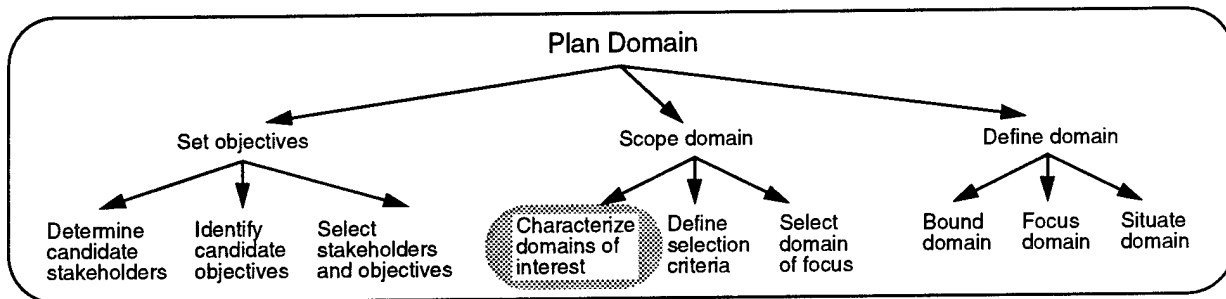 Plan Domain
Set objectives
Scope domain
Define domain
Determine
candidate
stakeholders
Identify
candidate
objectives
Select
stakeholders
and objectives
Characterize
domains of
interest
Define
selection
criteria
Select
domain
of focus
Bound
domain
Focus
domain
Situate
domain